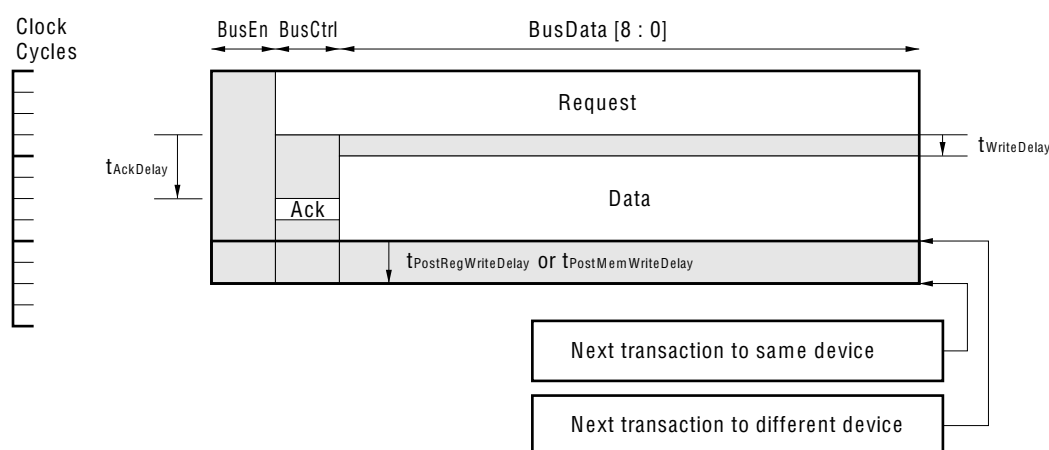 Clock
Cycles
BusEn BusCtrl BusData [8 : 0]
Request
tAckDelay
tWriteDelay
Ack
Data
tPostRegWriteDelay or tPostMemWriteDelay
Next transaction to same device
Next transaction to different device